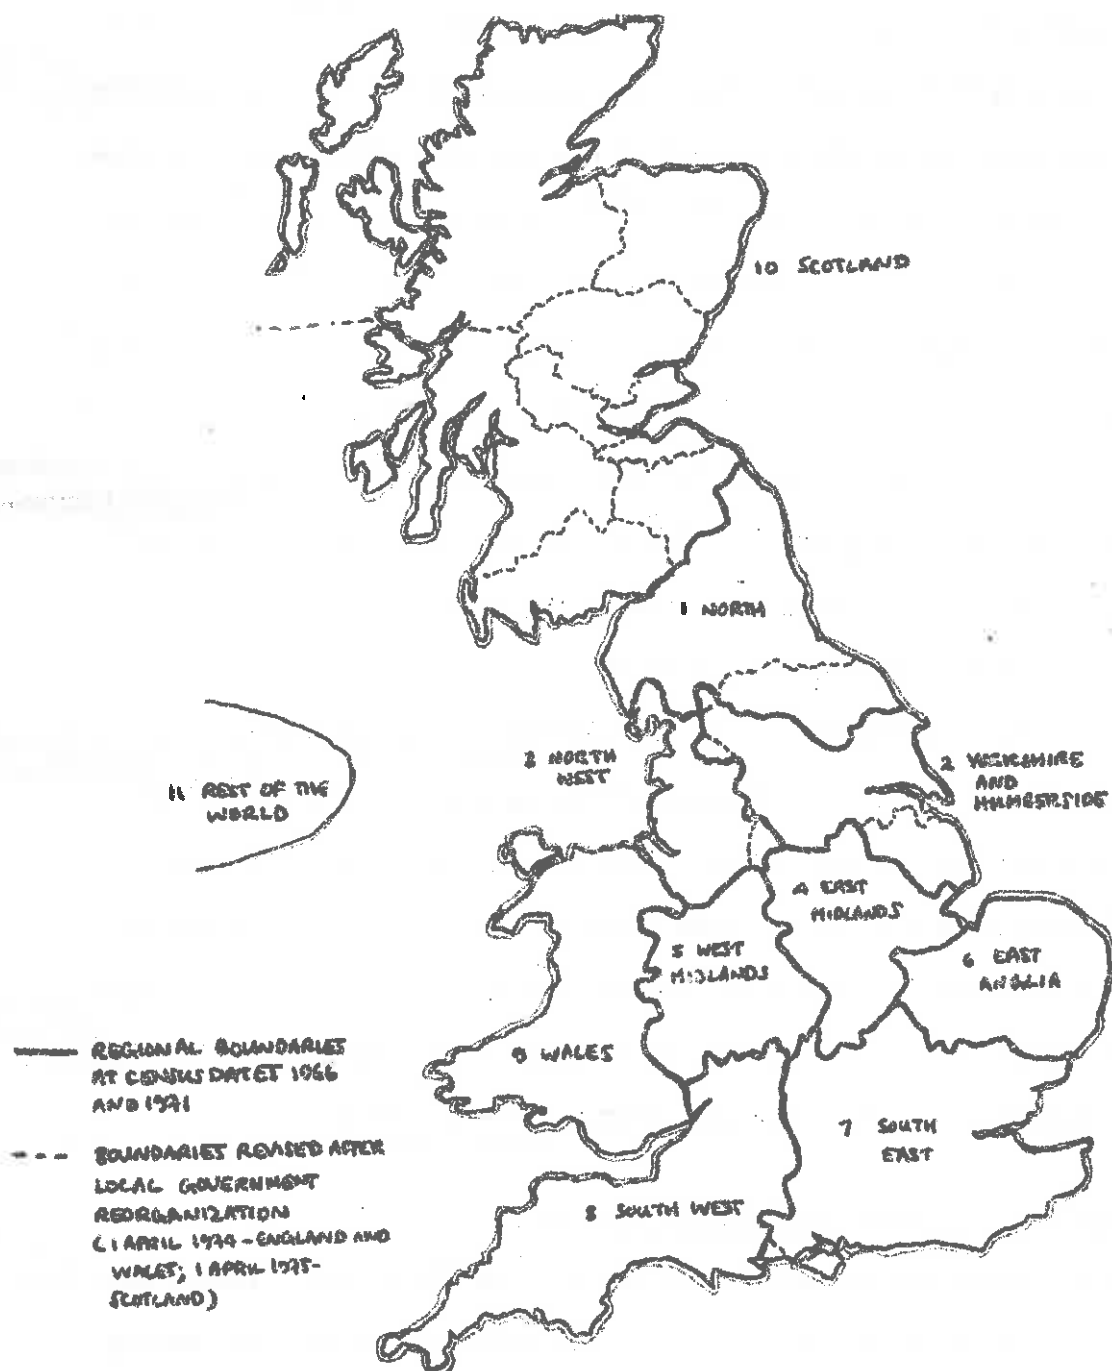 10 SCOTLAND
1 NORTH
3 NORTH
WEST
2 YORKSHIRE
AND
HUMBERSIDE
11 REST OF THE
WORLD
4 EAST
MIDLANDS
5 WEST
MIDLANDS
6 EAST
ANGLIA
9 WALES
7 SOUTH
EAST
8 SOUTH WEST
REGIONAL BOUNDARIES
AT CENSUS DATES 1966
AND 1971
BOUNDARIES REVISED AFTER
LOCAL GOVERNMENT
REORGANIZATION
(1 APRIL 1974 - ENGLAND AND
WALES; 1 APRIL 1975-
SCOTLAND)